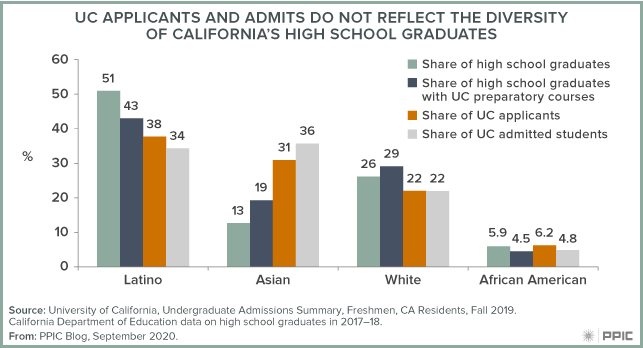 UC APPLICANTS AND ADMITS DO NOT REFLECT THE DIVERSITY
OF CALIFORNIA'S HIGH SCHOOL GRADUATES
60
50
40
30
20
10
0
%
Share of high school graduates
Share of high school graduates
with UC preparatory courses
Share of UC applicants
Share of UC admitted students
51
43
38
34
13
19
31
36
26
29
22
22
5.9
4.5
6.2
4.8
Latino
Asian
White
African American
Source: University of California, Undergraduate Admissions Summary, Freshmen, CA Residents, Fall 2019.
California Department of Education data on high school graduates in 2017–18.
From: PPIC Blog, September 2020.
PPIC